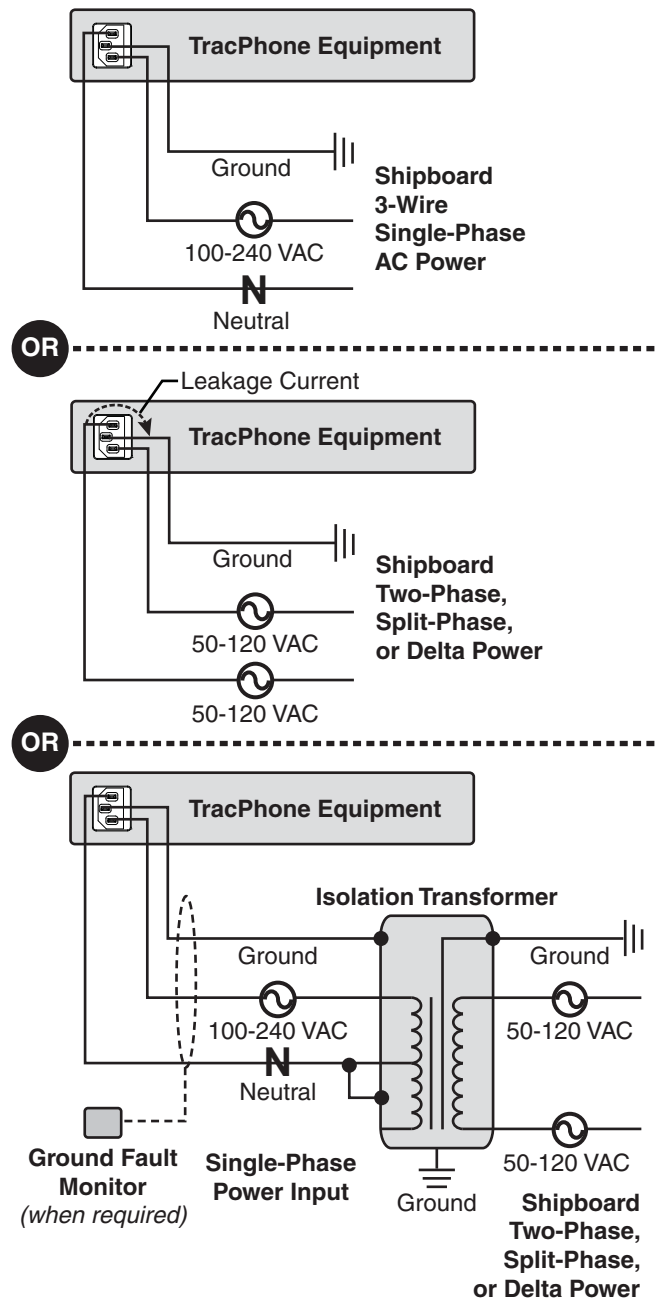 TracPhone Equipment
Ground
100-240 VAC
N
Neutral
Shipboard
3-Wire
Single-Phase
AC Power
OR
Leakage Current
TracPhone Equipment
Ground
50-120 VAC
50-120 VAC
Shipboard
Two-Phase,
Split-Phase,
or Delta Power
OR
TracPhone Equipment
Isolation Transformer
Ground
Ground
100-240 VAC
50-120 VAC
N
Neutral
Ground Fault
Monitor
(when required)
Single-Phase
Power Input
Ground
50-120 VAC
Shipboard
Two-Phase,
Split-Phase,
or Delta Power